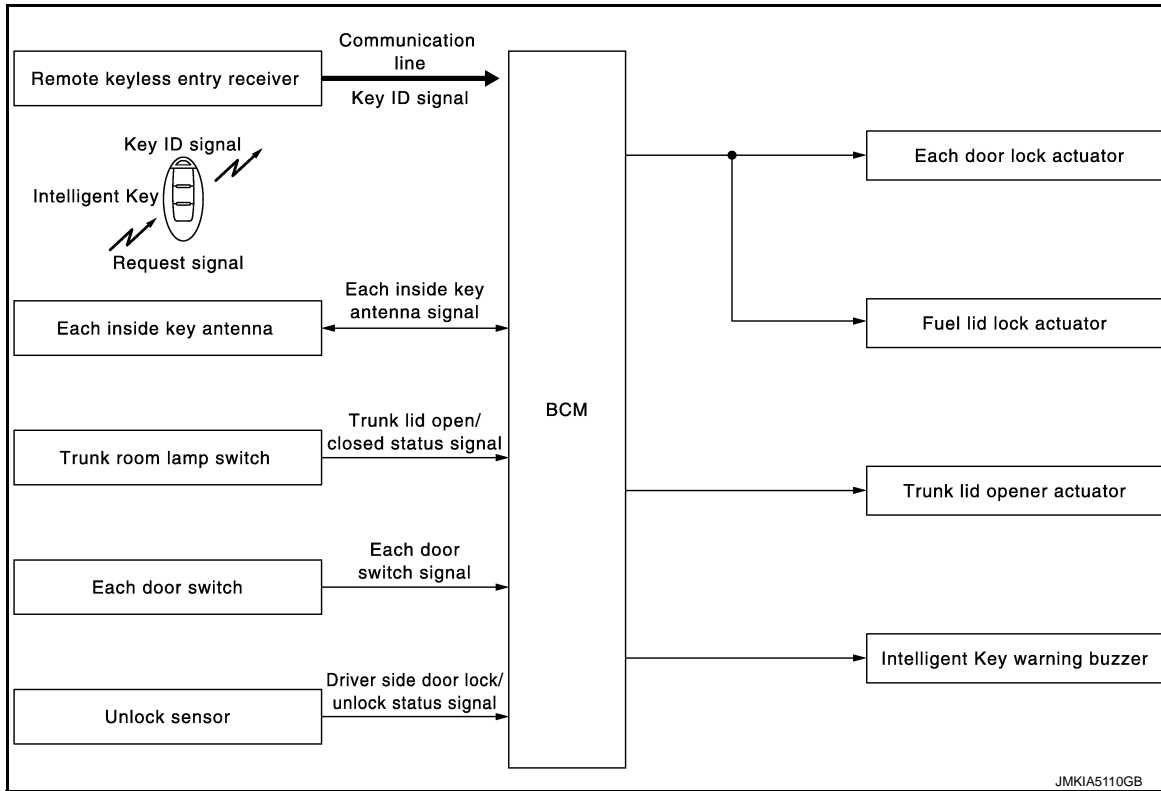 Communication
line
Remote keyless entry receiver
Key ID signal
Key ID signal
Intelligent Key
Request signal
Each inside key
antenna signal
Each inside key antenna
Trunk lid open/
closed status signal
Trunk room lamp switch
Each door
switch signal
Each door switch
Driver side door lock/
unlock status signal
Unlock sensor
BCM
Each door lock actuator
Fuel lid lock actuator
Trunk lid opener actuator
Intelligent Key warning buzzer
JMKIA5110GB